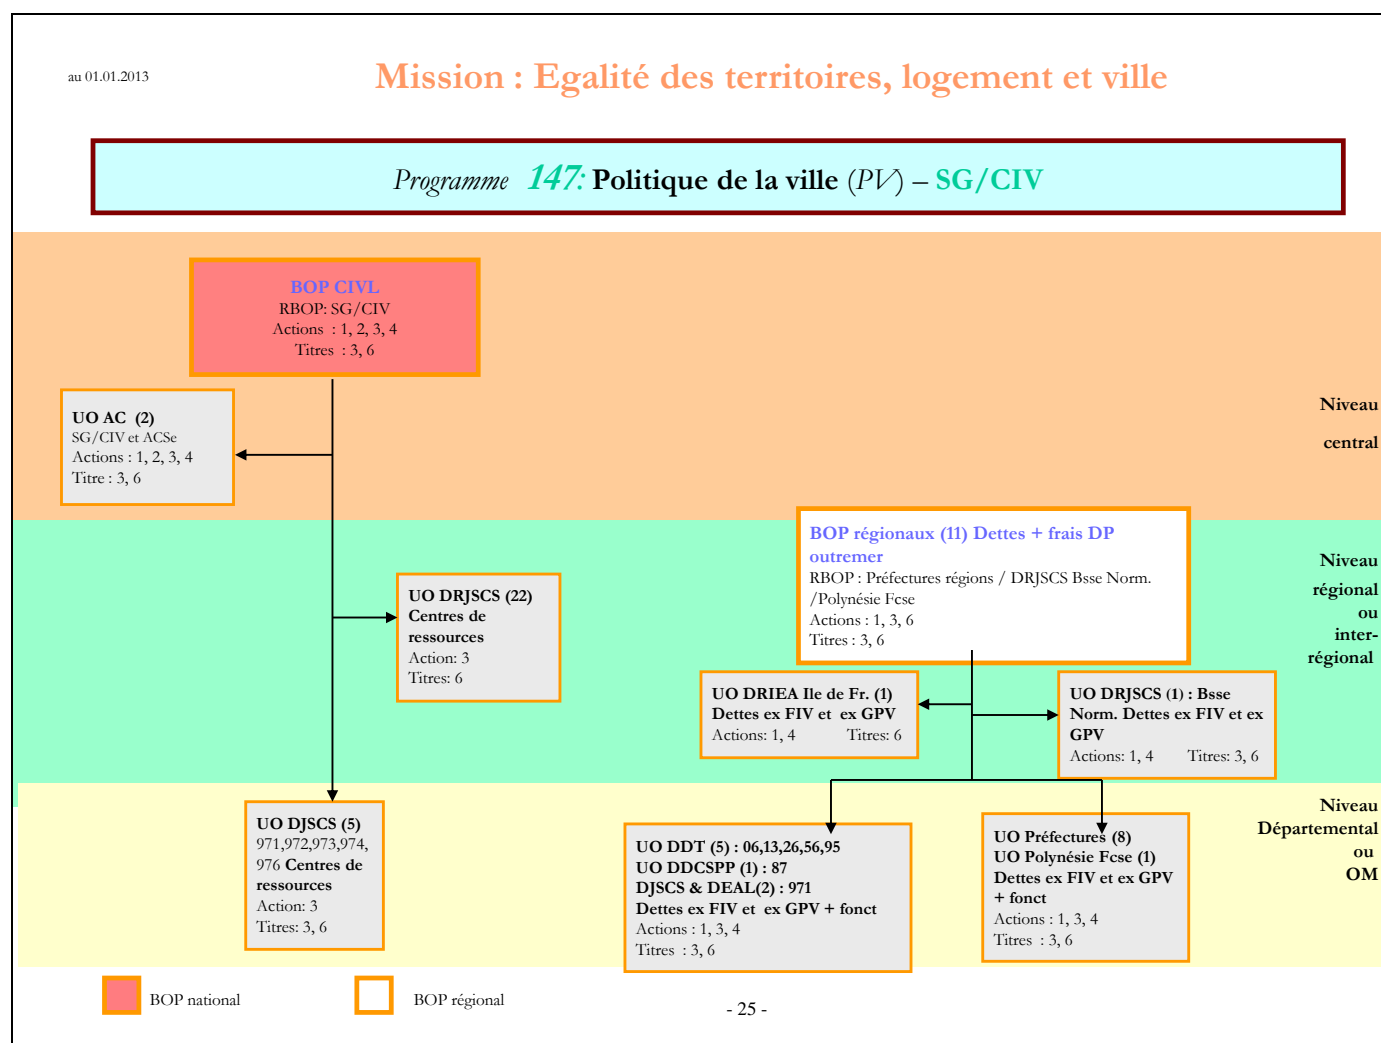 au 01.01.2013
Mission : Egalité des territoires, logement et ville
Programme 147: Politique de la ville (PV) – SG/CIV
BOP CIVL
RBOP: SG/CIV
Actions : 1, 2, 3, 4
Titres : 3, 6
UO AC (2)
SG/CIV et ACSe
Actions : 1, 2, 3, 4
Titre : 3, 6
Niveau
central
BOP régionaux (11) Dettes + frais DP
outremer
RBOP : Préfectures régions / DRJSCS Bsse Norm.
/Polynésie Fcse
Actions : 1, 3, 6
Titres : 3, 6
Niveau
régional
ou
inter-
régional
UO DRJSCS (22)
Centres de
ressources
Action: 3
Titres: 6
UO DRIEA Ile de Fr. (1)
Dettes ex FIV et ex GPV
Actions: 1, 4 Titres: 6
UO DRJSCS (1) : Bsse
Norm. Dettes ex FIV et ex
GPV
Actions: 1, 4 Titres: 3, 6
Niveau
Départemental
ou
OM
UO DJSCS (5)
971,972,973,974,
976 Centres de
ressources
Action: 3
Titres: 3, 6
UO DDT (5) : 06,13,26,56,95
UO DDCSPP (1) : 87
DJSCS & DEAL(2) : 971
Dettes ex FIV et ex GPV + fonct
Actions : 1, 3, 4
Titres : 3, 6
UO Préfectures (8)
UO Polynésie Fcse (1)
Dettes ex FIV et ex GPV
+ fonct
Actions : 1, 3, 4
Titres : 3, 6
BOP national
BOP régional
- 25 -